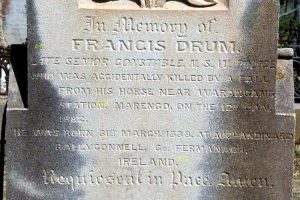 In Memory of
FRANCIS DRUM.
LATE SENIOR CONSTABLE, N. S. W. POLICE
WHO WAS ACCIDENTALLY KILLED BY A FALL
FROM HIS HORSE NEAR
STATION, MARENGO, ON THE 12TH JAN.
1882.
HE WAS BORN 31ST MARCH, 1838, AT AUGHANDINARD
BALLYCONNELL, Co. FERMANAGH,
IRELAND.
Requiescat in Pace Amen.